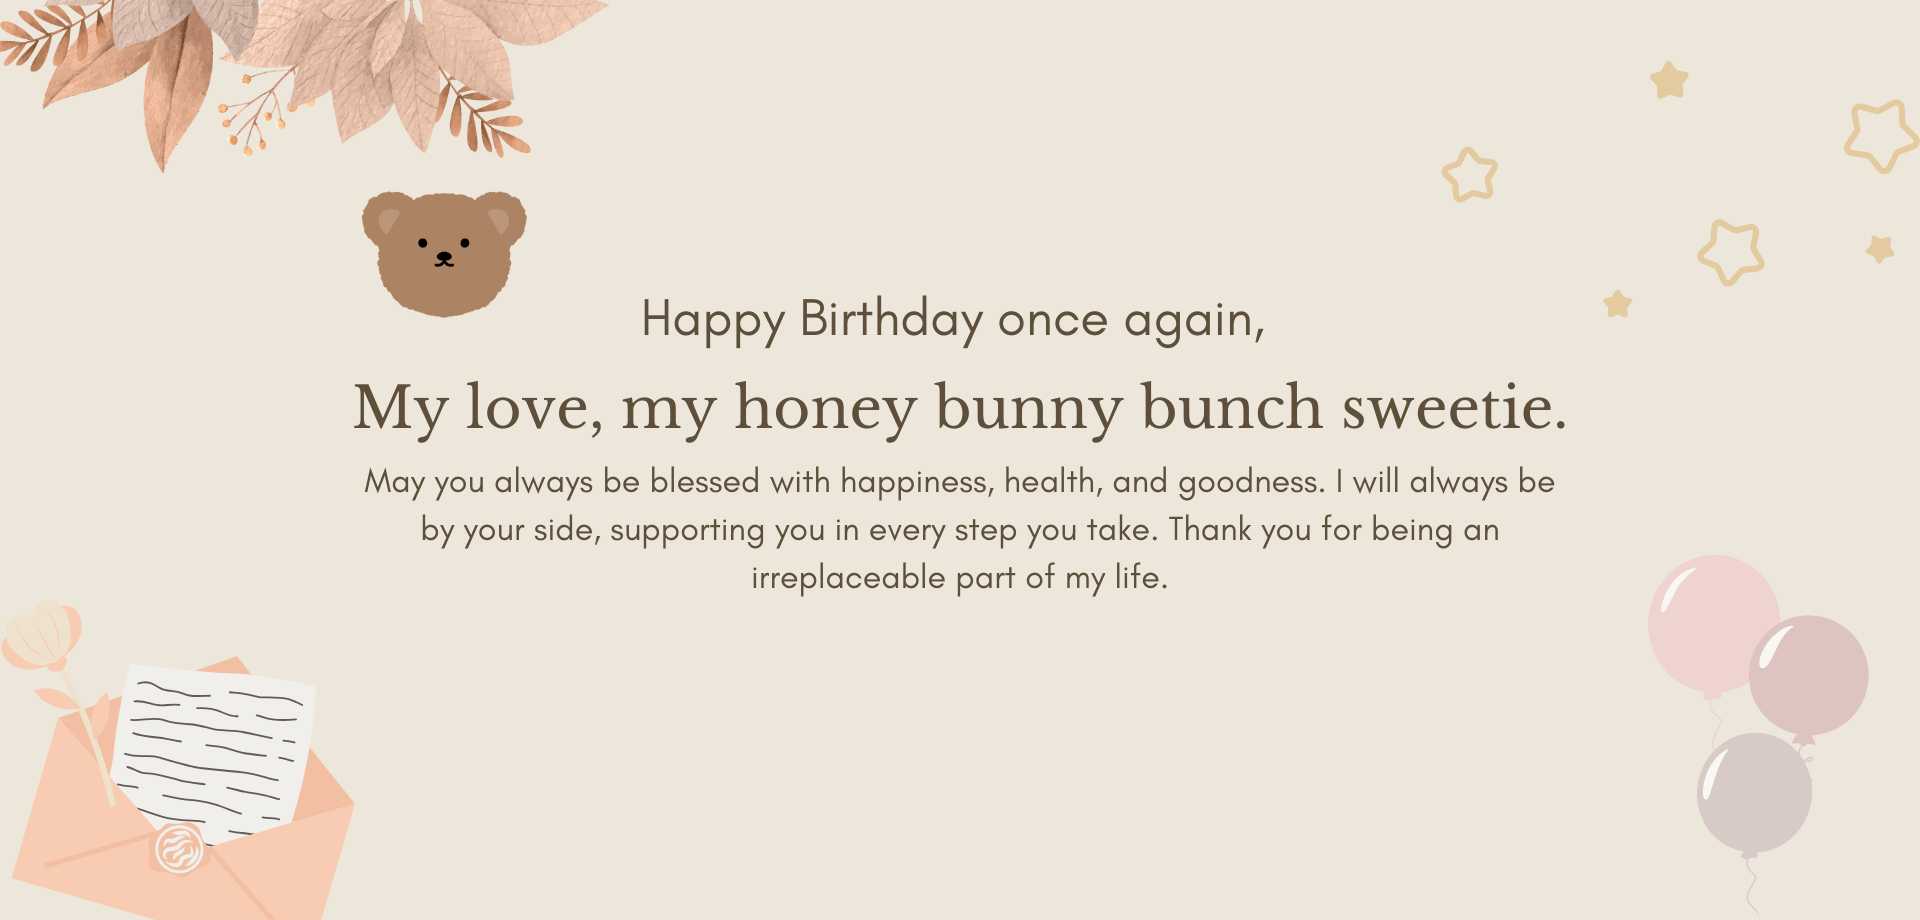 Happy Birthday once again,
My love, my honey bunny bunch sweetie.
May you always be blessed with happiness, health, and goodness. I will always be
by your side, supporting you in every step you take. Thank you for being an
irreplaceable part of my life.